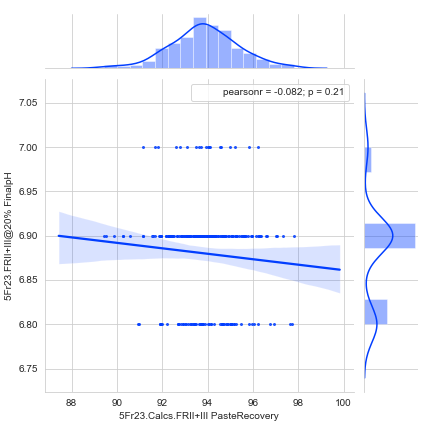 pearsonr = -0.082; p = 0.21
7.05
7.00
6.95
6.90
6.85
6.80
6.75
5Fr23.FRII+III@20% FinalpH
88 90 92 94 96 98 100
5Fr23.Calcs.FRII+III PasteRecovery